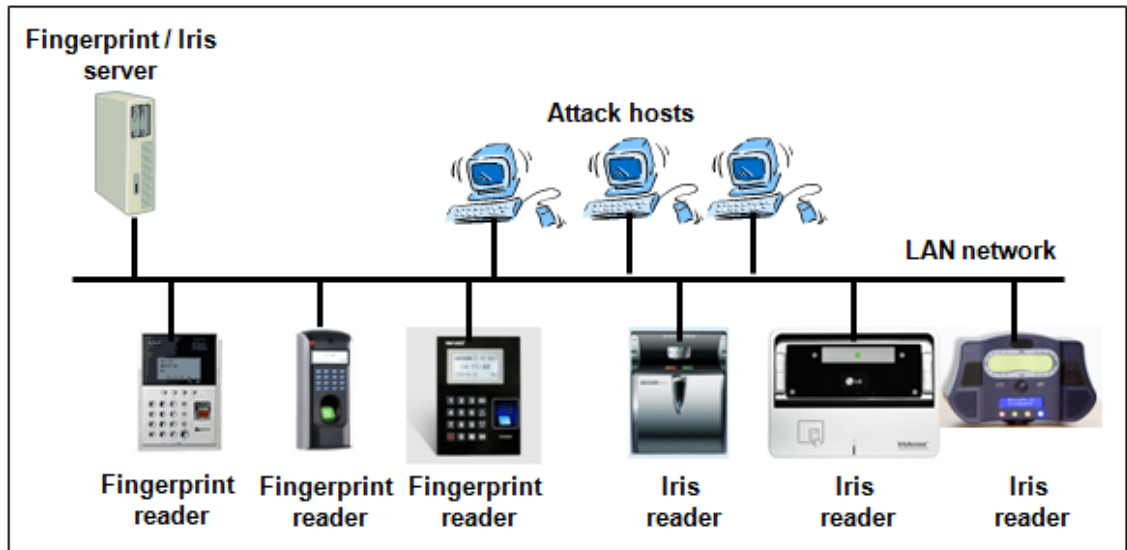 Fingerprint / Iris
server
Attack hosts
LAN network
LG
Fingerprint
reader
Fingerprint
reader
Fingerprint
reader
Iris
reader
Iris
reader
Iris
reader